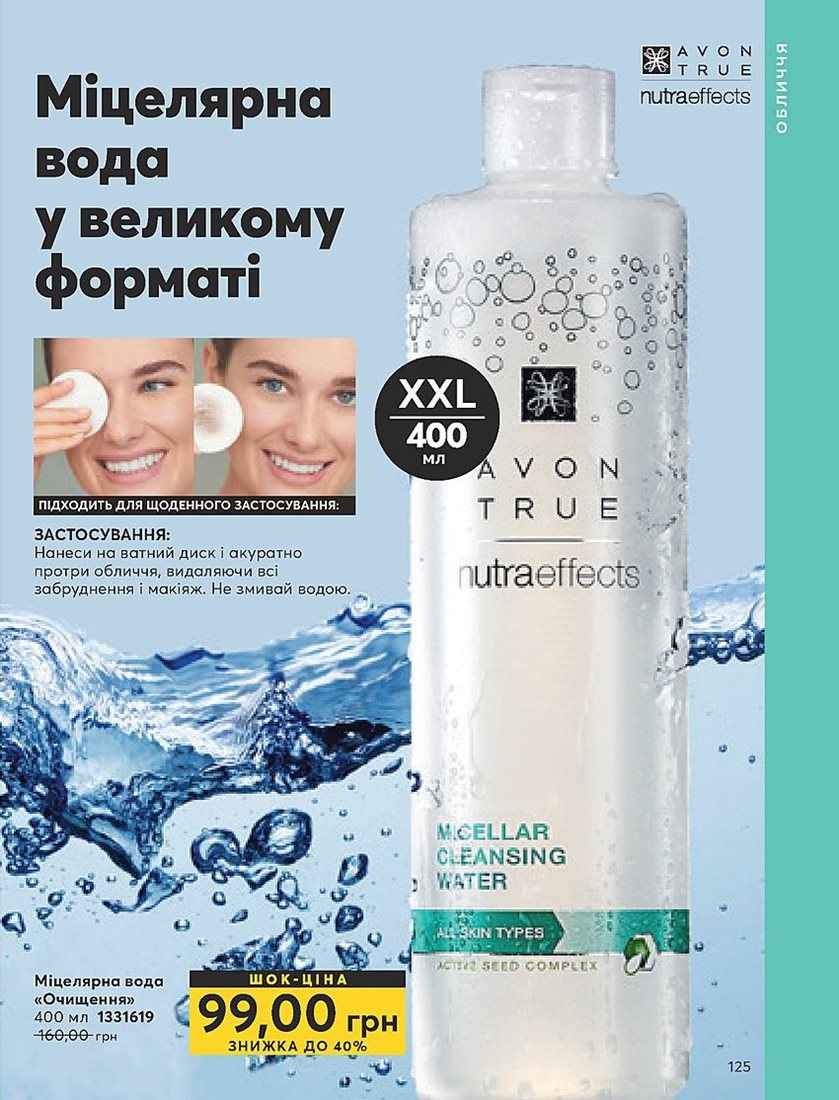 Міцелярна
вода
у великому
форматі
AVON
TRUE
nutraeffects
ОБЛИЧЧЯ
XXL
400
МЛ
AVON
TRUE
nutraeffects
MICELLAR
CLEANSING
WATER
ALL SKIN TYPES
ACTIVE SEED COMPLEX
ПІДХОДИТЬ ДЛЯ ЩОДЕННОГО ЗАСТОСУВАННЯ:
ЗАСТОСУВАННЯ:
Нанеси на ватний диск і акуратно
протри обличчя, видаляючи всі
забруднення і макіяж. Не змивай водою.
Міцелярна вода
«Очищення»
400 мл 1331619
160,00 грн
ШОК-ЦІНА
99,00 грн
ЗНИЖКА ДО 40%
125